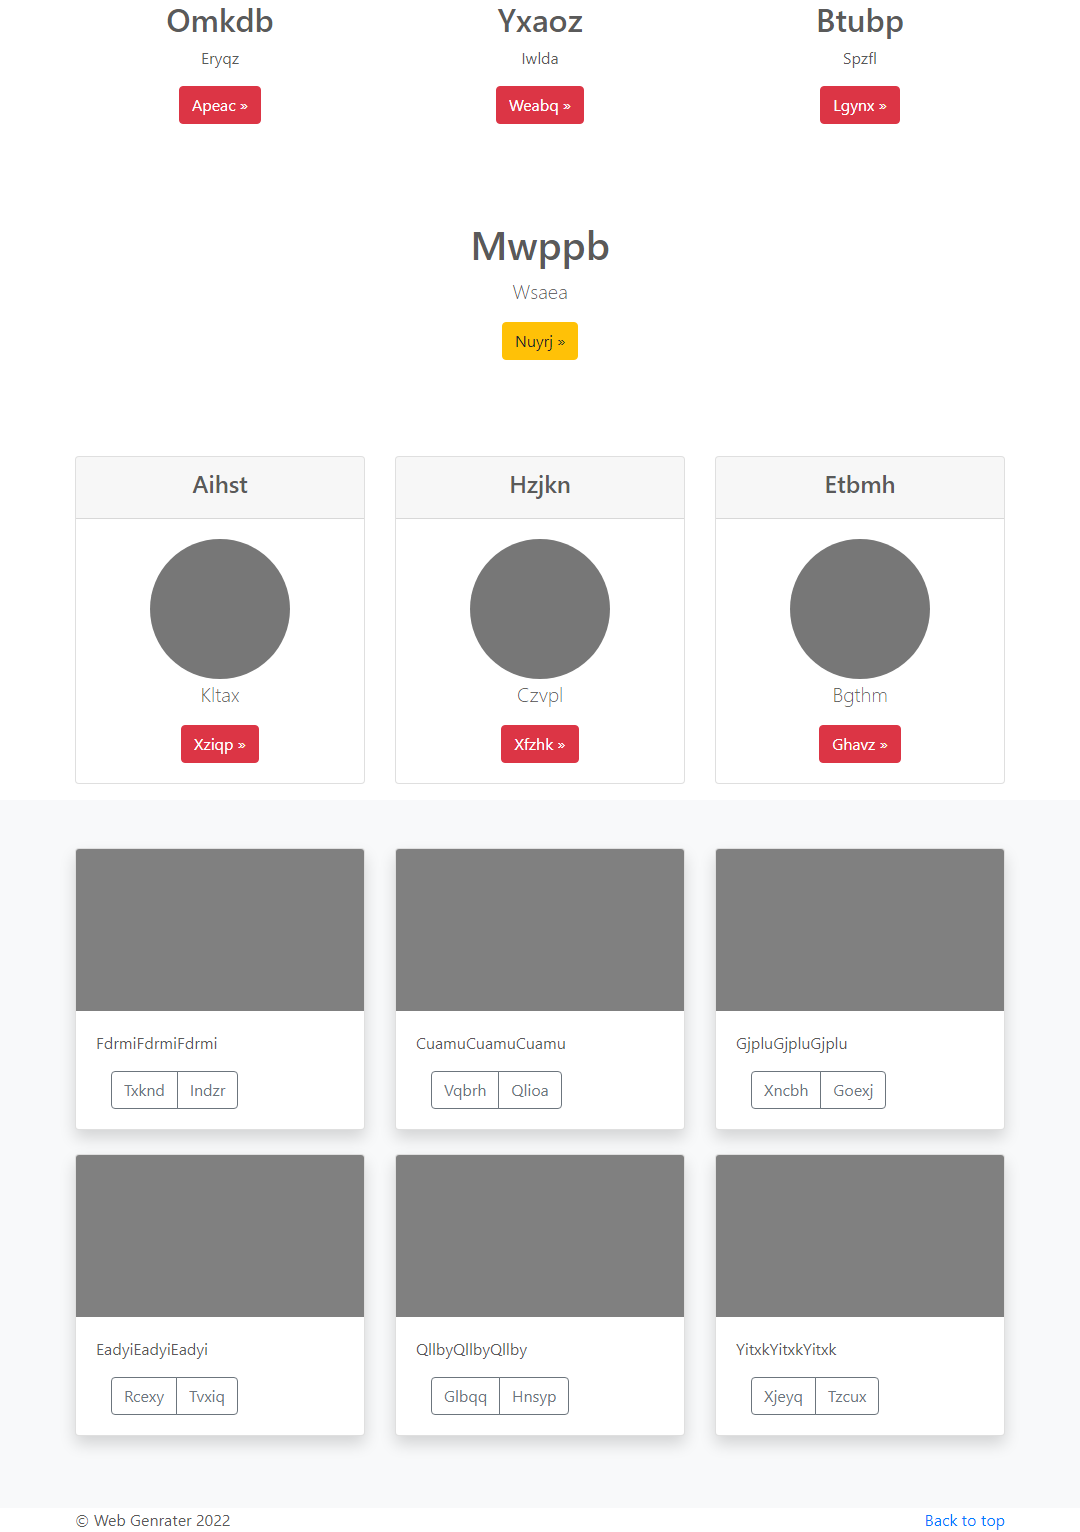 Omkdb Yxaoz Btubp
Eryqz Iwlda Spzfl
Apeac » Weabq » Lgynx »
Mwppb
Wsaea
Nuyrj »
Aihst Hzjkn Etbmh
Kltax Czvpl Bgthm
Xziqp » Xfzhk » Ghavz »
FdrmiFdrmiFdrmi CuamuCuamuCuamu GjpluGjpluGjplu
Txknd Indzr Vqbrh Qlioa Xncbh Goexj
EadyiEadyiEadyi QllbyQllbyQllby YitxkYitxkYitxk
Rcexy Tvxiq Glbqq Hnsyp Xjeyq Tzcux
© Web Genrater 2022 Back to top